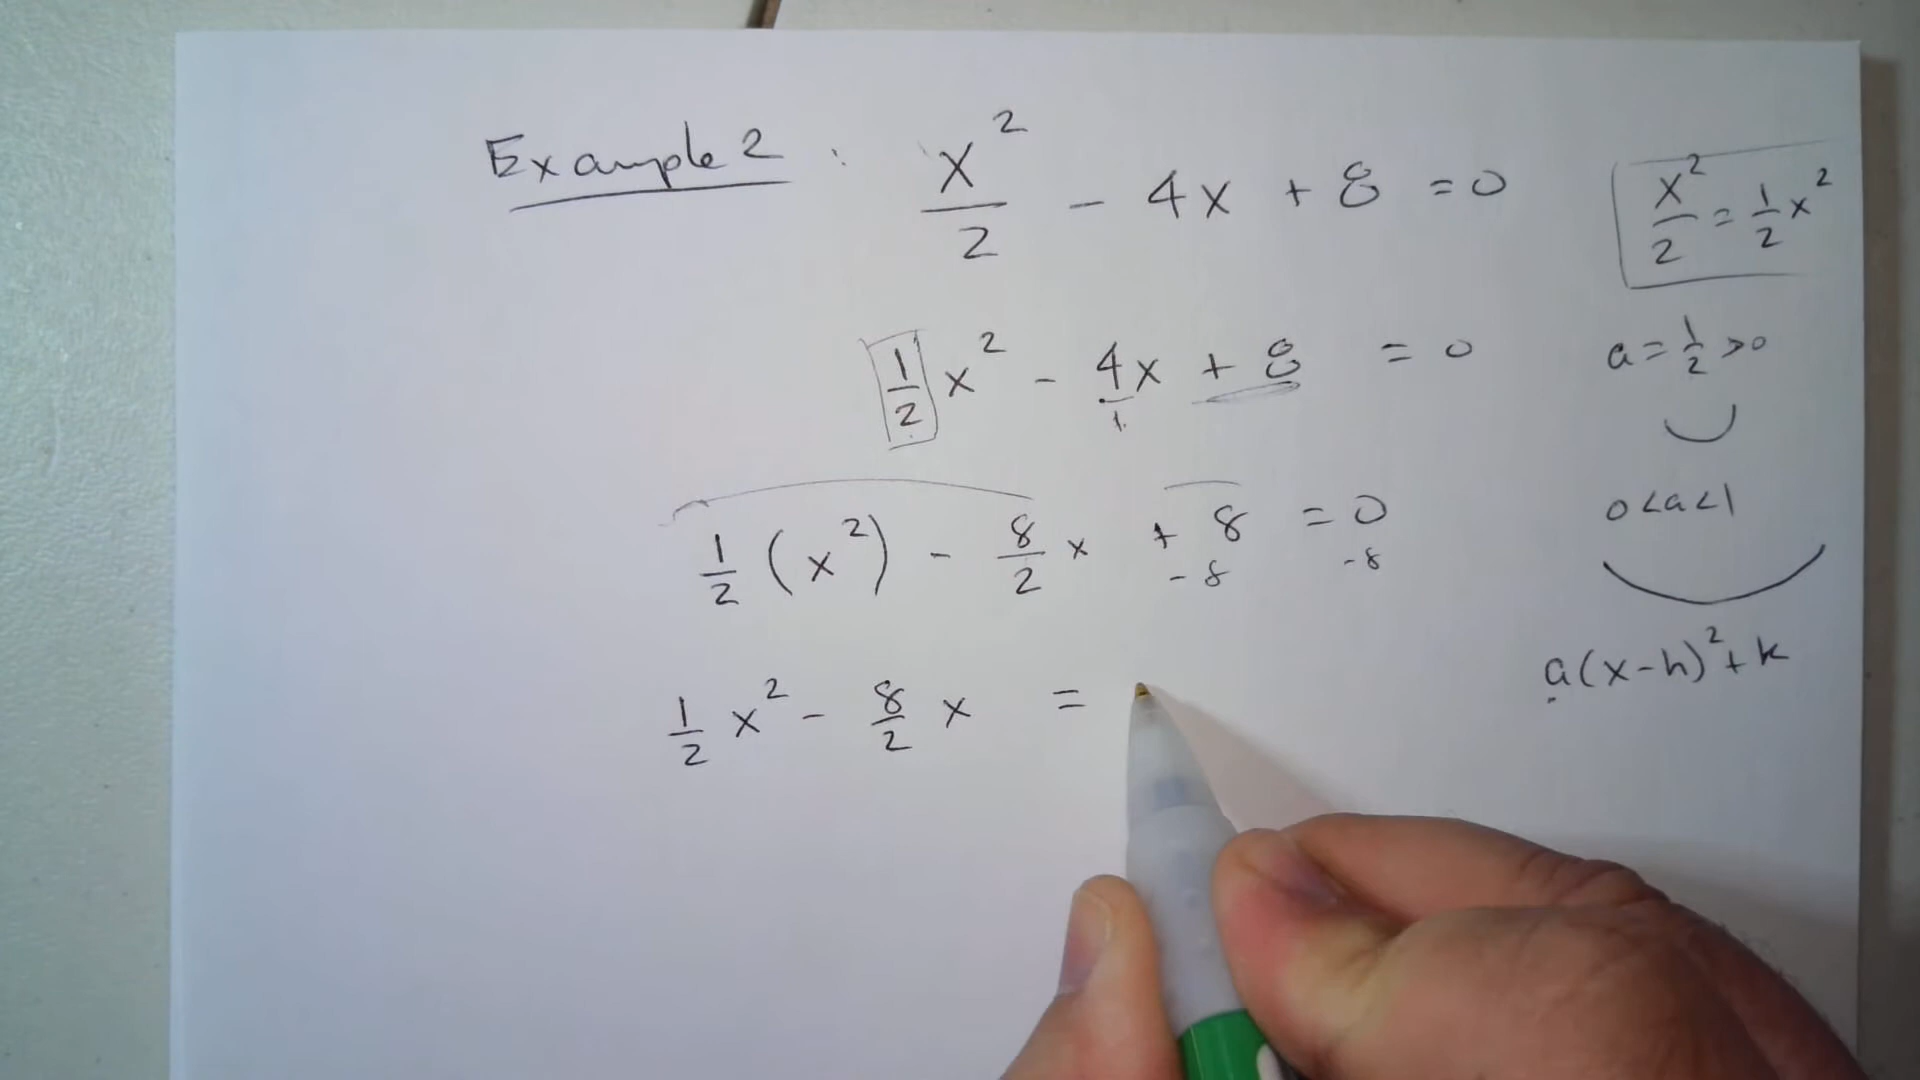 Example 2 : x²/2 - 4x + 8 = 0
x²/2 = 1/2 x²
1/2 x² - 4x/1 + 8 = 0
a = 1/2 > 0
0 < a < 1
1/2 (x²) - 8/2 x + 8 = 0
- 8 - 8
a(x-h)² + k
1/2 x² - 8/2 x =